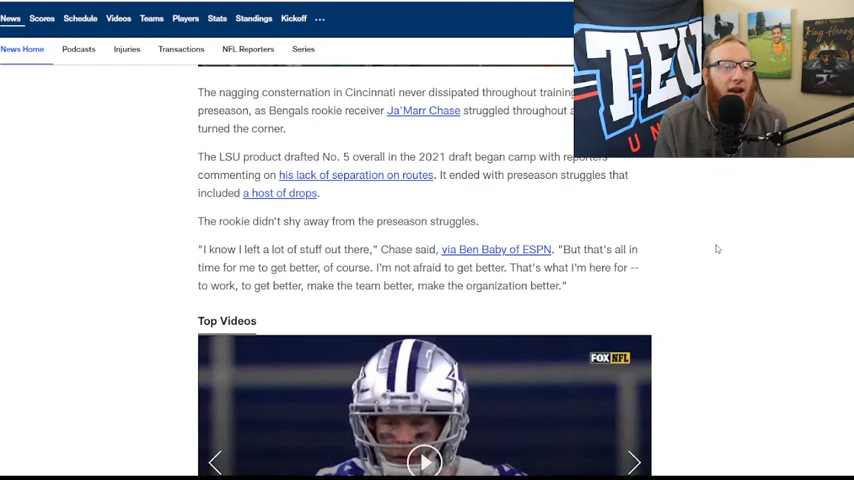 News Scores Schedule Videos Teams Players Stats Standings Kickoff ...
News Home Podcasts Injuries Transactions NFL Reporters Series
TEU
UN
KING HENRY
The nagging consternation in Cincinnati never dissipated throughout training
preseason, as Bengals rookie receiver Ja'Marr Chase struggled throughout a
turned the corner.
The LSU product drafted No. 5 overall in the 2021 draft began camp with reporters
commenting on his lack of separation on routes. It ended with preseason struggles that
included a host of drops.
The rookie didn't shy away from the preseason struggles.
"I know I left a lot of stuff out there," Chase said, via Ben Baby of ESPN. "But that's all in
time for me to get better, of course. I'm not afraid to get better. That's what I'm here for --
to work, to get better, make the team better, make the organization better."
Top Videos
FOX NFL
COWBOYS